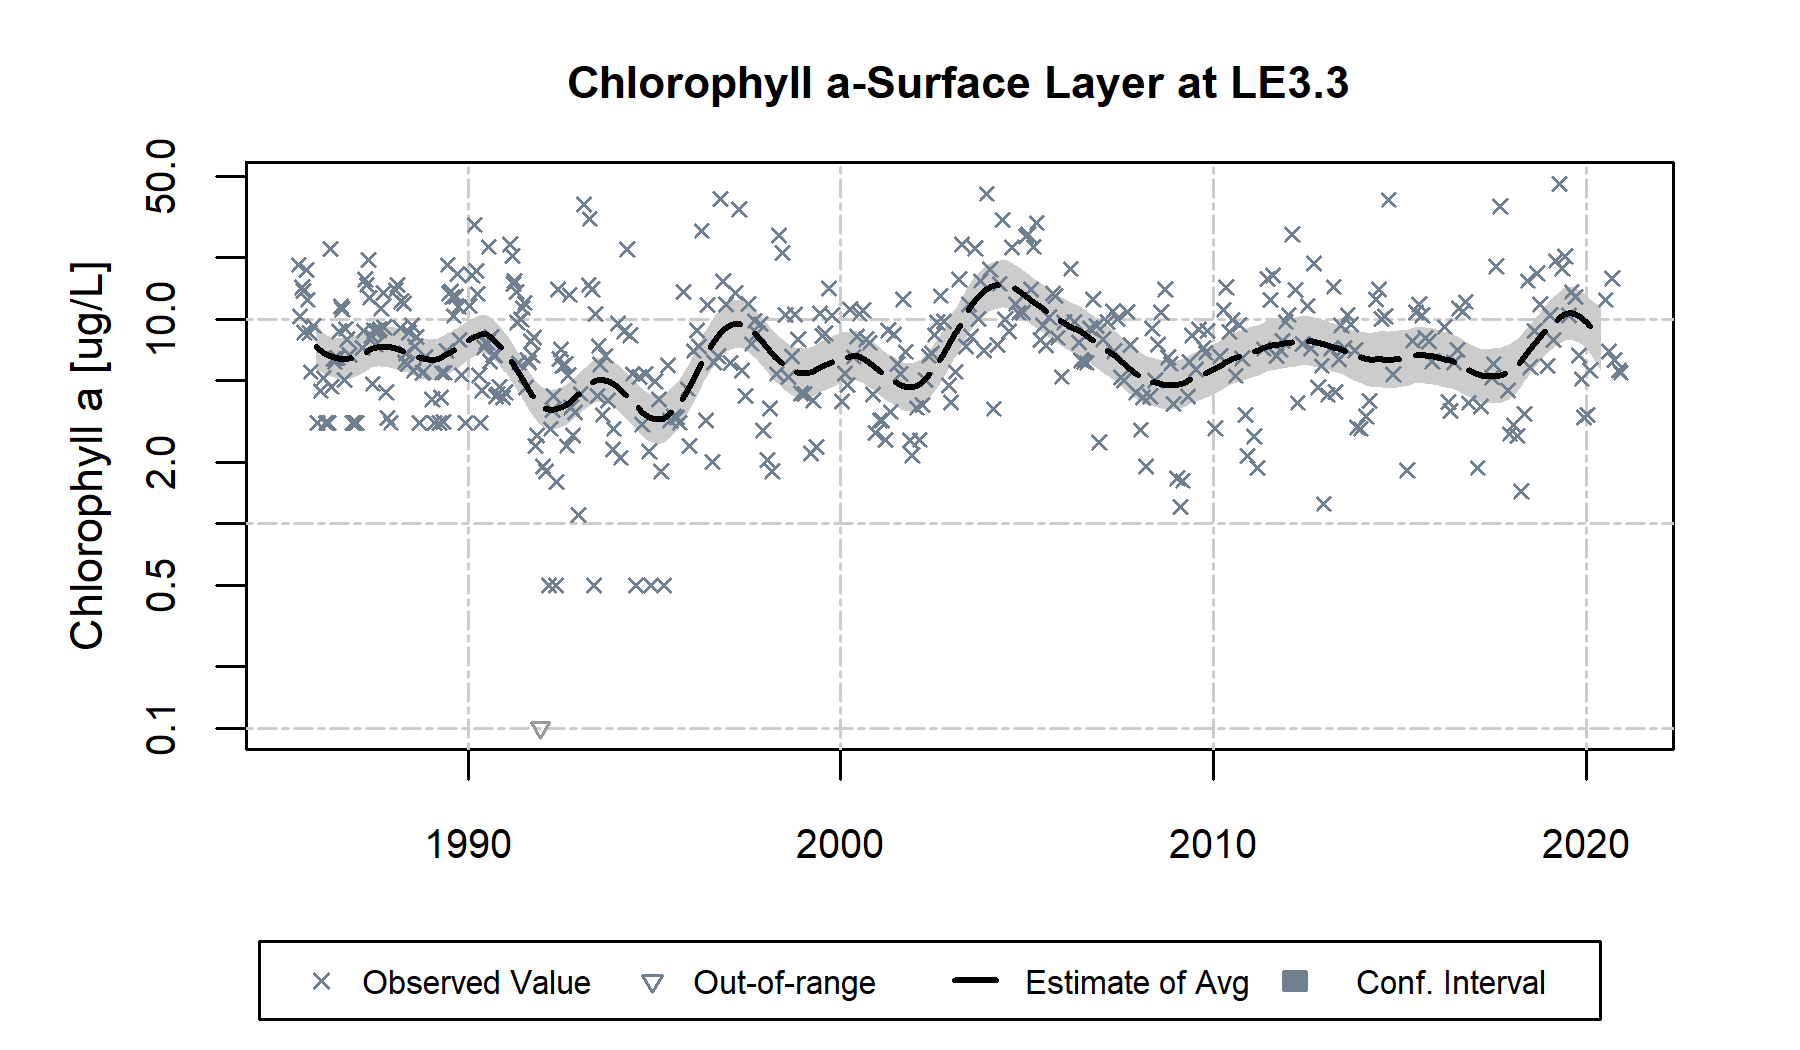 Chlorophyll a-Surface Layer at LE3.3
Chlorophyll a [ug/L]
50.0
10.0
2.0
0.5
0.1
1990 2000 2010 2020
Observed Value Out-of-range Estimate of Avg Conf. Interval